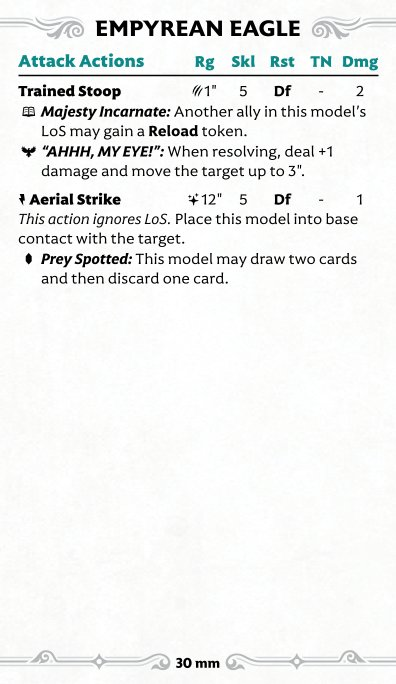 EMPYREAN EAGLE
Attack Actions Rg Skl Rst TN Dmg
Trained Stoop 1" 5 Df - 2
Majesty Incarnate: Another ally in this model's
LoS may gain a Reload token.
"AHHH, MY EYE!": When resolving, deal +1
damage and move the target up to 3".
Aerial Strike 12" 5 Df - 1
This action ignores LoS. Place this model into base
contact with the target.
Prey Spotted: This model may draw two cards
and then discard one card.
30 mm